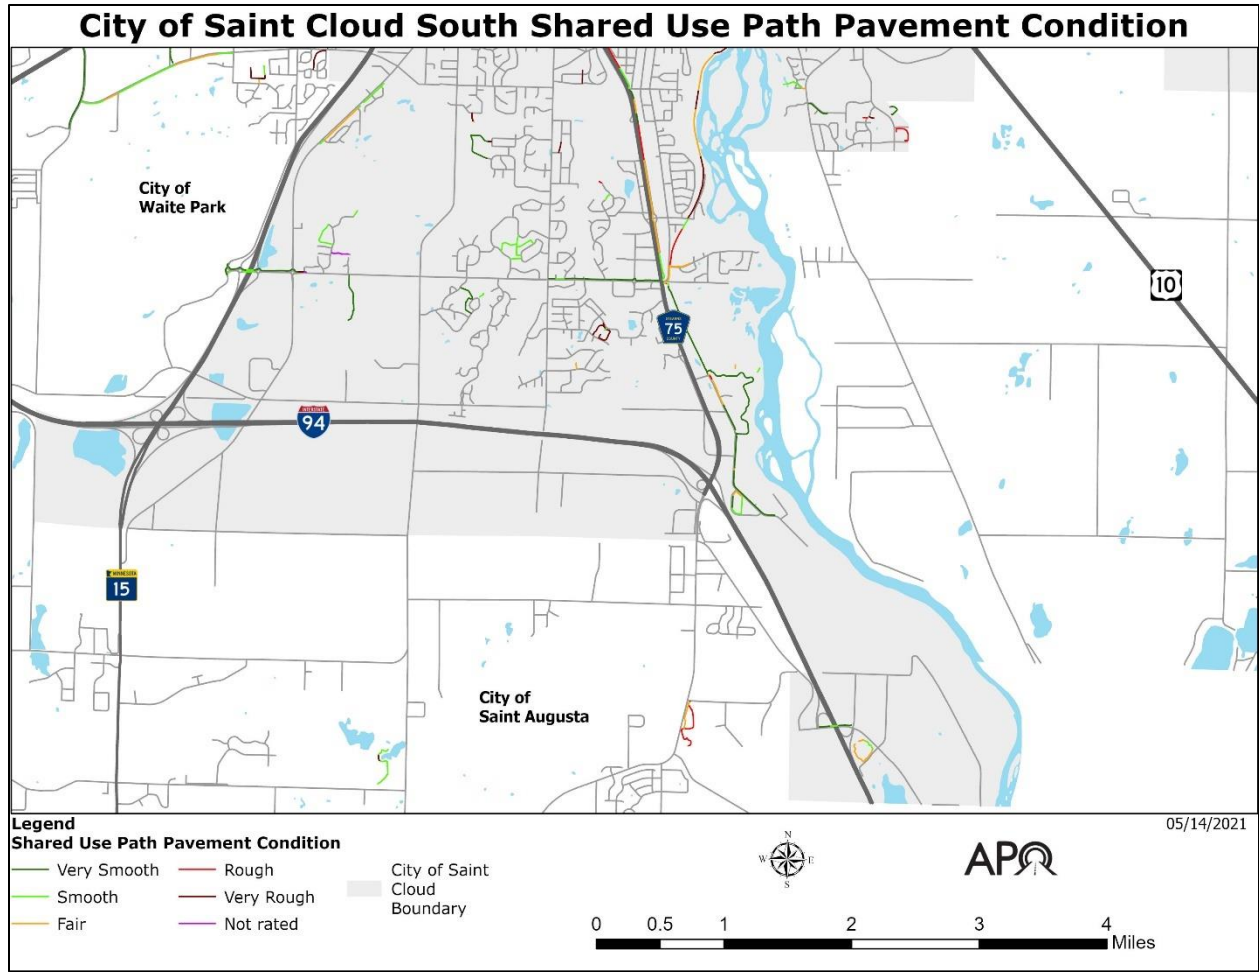 City of Saint Cloud South Shared Use Path Pavement Condition
City of
Waite Park
10
75
94
15
City of
Saint Augusta
Legend
Shared Use Path Pavement Condition
Very Smooth
Smooth
Fair
Rough
Very Rough
Not rated
City of Saint
Cloud
Boundary
05/14/2021
N
W E
S
APO
0 0.5 1 2 3 4
Miles